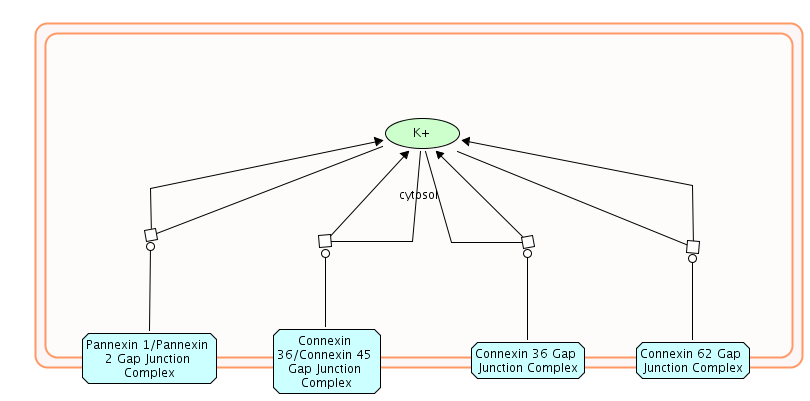 K+
cytosol
Pannexin 1/Pannexin
2 Gap Junction
Complex
Connexin
36/Connexin 45
Gap Junction
Complex
Connexin 36 Gap
Junction Complex
Connexin 62 Gap
Junction Complex